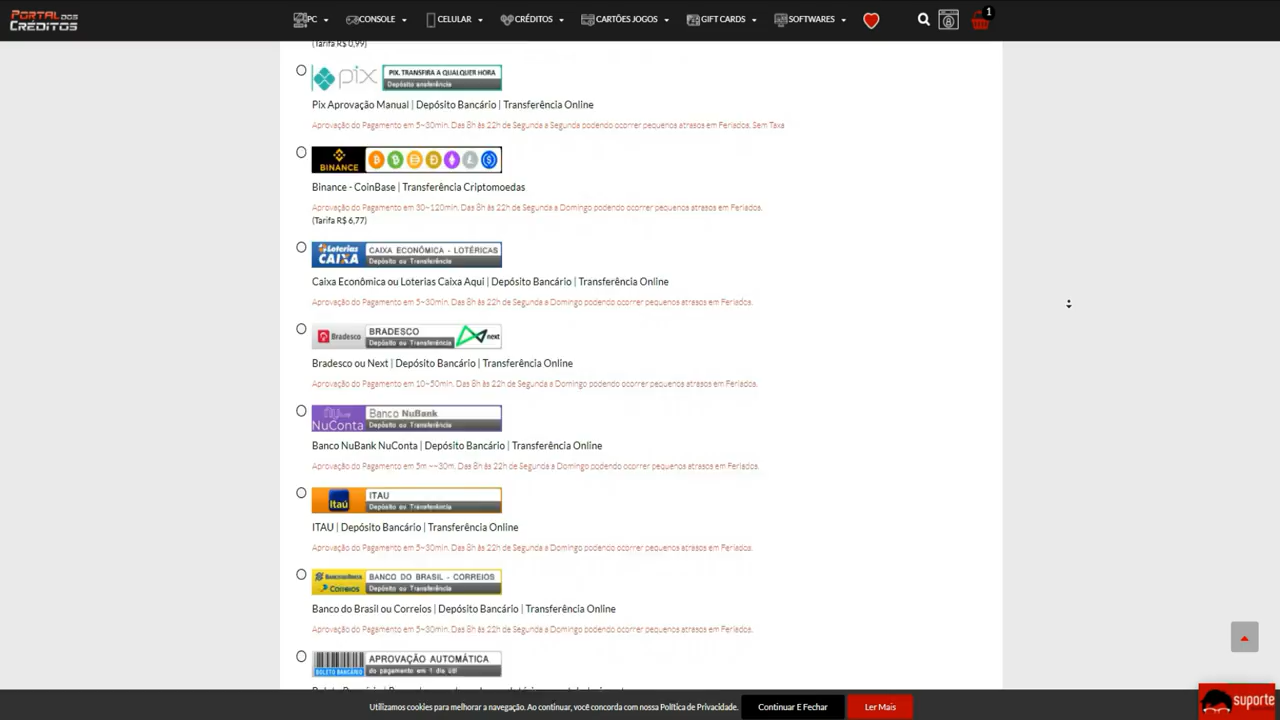 PORTAL DOS CRÉDITOS
PC
CONSOLE
CELULAR
CRÉDITOS
CARTÕES JOGOS
GIFT CARDS
SOFTWARES
1
(Tarifa R$ 0,99)
pix PIX. TRANSFIRA A QUALQUER HORA
Pix Aprovação Manual | Depósito Bancário | Transferência Online
Aprovação do Pagamento em 5~30min. Das 8h às 22h de Segunda a Segunda podendo ocorrer pequenos atrasos em Feriados. Sem Taxa
BINANCE
Binance - CoinBase | Transferência Criptomoedas
Aprovação do Pagamento em 30~120min. Das 8h às 22h de Segunda a Domingo podendo ocorrer pequenos atrasos em Feriados.
(Tarifa R$ 6,77)
Loterias CAIXA CAIXA ECONÔMICA - LOTÉRICAS
Depósito ou Transferência
Caixa Econômica ou Loterias Caixa Aqui | Depósito Bancário | Transferência Online
Aprovação do Pagamento em 5~30min. Das 8h às 22h de Segunda a Domingo podendo ocorrer pequenos atrasos em Feriados.
Bradesco BRADESCO next
Depósito ou Transferência
Bradesco ou Next | Depósito Bancário | Transferência Online
Aprovação do Pagamento em 10~50min. Das 8h às 22h de Segunda a Domingo podendo ocorrer pequenos atrasos em Feriados.
NuConta Banco NuBank
Depósito ou Transferência
Banco NuBank NuConta | Depósito Bancário | Transferência Online
Aprovação do Pagamento em 5m ~~30m. Das 8h às 22h de Segunda a Domingo podendo ocorrer pequenos atrasos em Feriados.
Itaú ITAU
Depósito ou Transferência
ITAU | Depósito Bancário | Transferência Online
Aprovação do Pagamento em 5~30min. Das 8h às 22h de Segunda a Domingo podendo ocorrer pequenos atrasos em Feriados.
BANCO DO BRASIL - CORREIOS
Correios Depósito ou Transferência
Banco do Brasil ou Correios | Depósito Bancário | Transferência Online
Aprovação do Pagamento em 5~30min. Das 8h às 22h de Segunda a Domingo podendo ocorrer pequenos atrasos em Feriados.
APROVAÇÃO AUTOMÁTICA
BOLETO BANCÁRIO do pagamento em 1 dia útil
Utilizamos cookies para melhorar a navegação. Ao continuar, você concorda com nossa Política de Privacidade.
Continuar E Fechar
Ler Mais
suporte